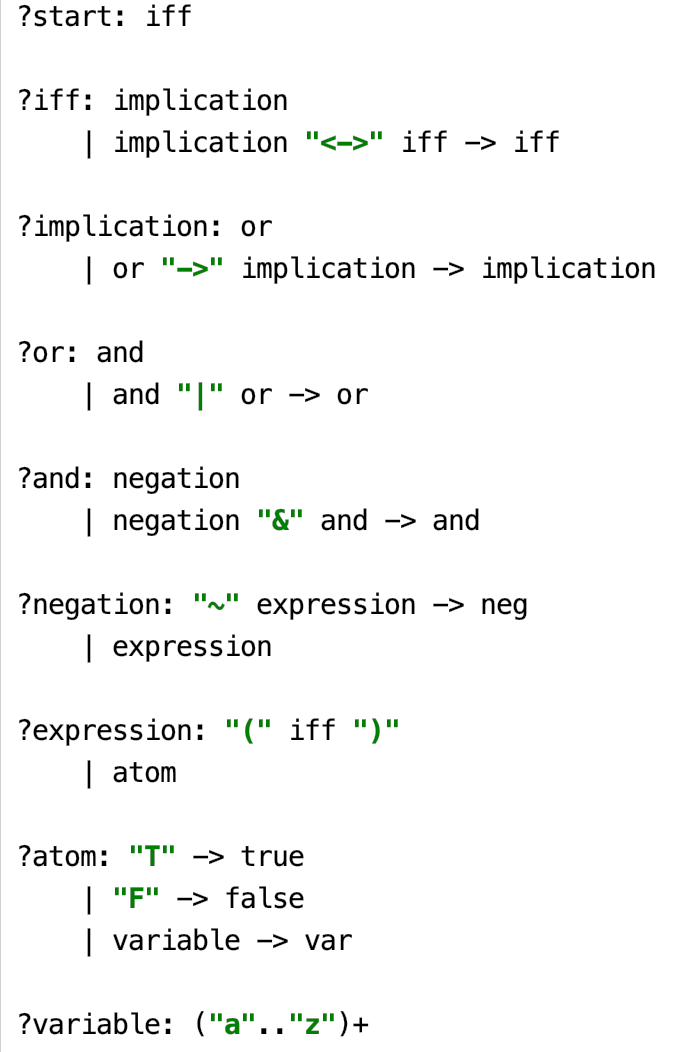 ?start: iff
?iff: implication
| implication "<->" iff -> iff
?implication: or
| or "->" implication -> implication
?or: and
| and "|" or -> or
?and: negation
| negation "&" and -> and
?negation: "~" expression -> neg
| expression
?expression: "(" iff ")"
| atom
?atom: "T" -> true
| "F" -> false
| variable -> var
?variable: ("a".."z")+